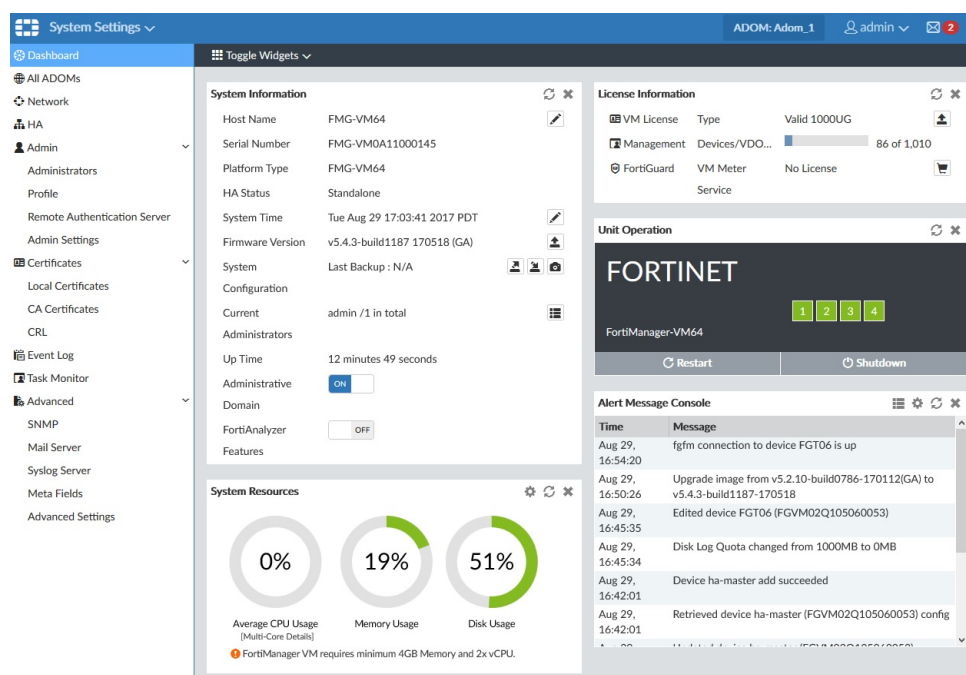 System Settings
ADOM: Adom_1
admin
2
Dashboard
Toggle Widgets
All ADOMs
Network
HA
Admin
Administrators
Profile
Remote Authentication Server
Admin Settings
Certificates
Local Certificates
CA Certificates
CRL
Event Log
Task Monitor
Advanced
SNMP
Mail Server
Syslog Server
Meta Fields
Advanced Settings
System Information
Host Name FMG-VM64
Serial Number FMG-VM0A11000145
Platform Type FMG-VM64
HA Status Standalone
System Time Tue Aug 29 17:03:41 2017 PDT
Firmware Version v5.4.3-build1187 170518 (GA)
System Last Backup : N/A
Configuration
Current admin /1 in total
Administrators
Up Time 12 minutes 49 seconds
Administrative ON
Domain
FortiAnalyzer OFF
Features
System Resources
0% 19% 51%
Average CPU Usage Memory Usage Disk Usage
[Multi-Core Details]
FortiManager VM requires minimum 4GB Memory and 2x vCPU.
License Information
VM License Type Valid 1000UG
Management Devices/VDO... 86 of 1,010
FortiGuard VM Meter No License
Service
Unit Operation
FORTINET
1 2 3 4
FortiManager-VM64
Restart Shutdown
Alert Message Console
Time Message
Aug 29, fgfm connection to device FGT06 is up
16:54:20
Aug 29, Upgrade image from v5.2.10-build0786-170112(GA) to
16:50:26 v5.4.3-build1187-170518
Aug 29, Edited device FGT06 (FGVM02Q105060053)
16:45:35
Aug 29, Disk Log Quota changed from 1000MB to 0MB
16:45:34
Aug 29, Device ha-master add succeeded
16:42:01
Aug 29, Retrieved device ha-master (FGVM02Q105060053) config
16:42:01